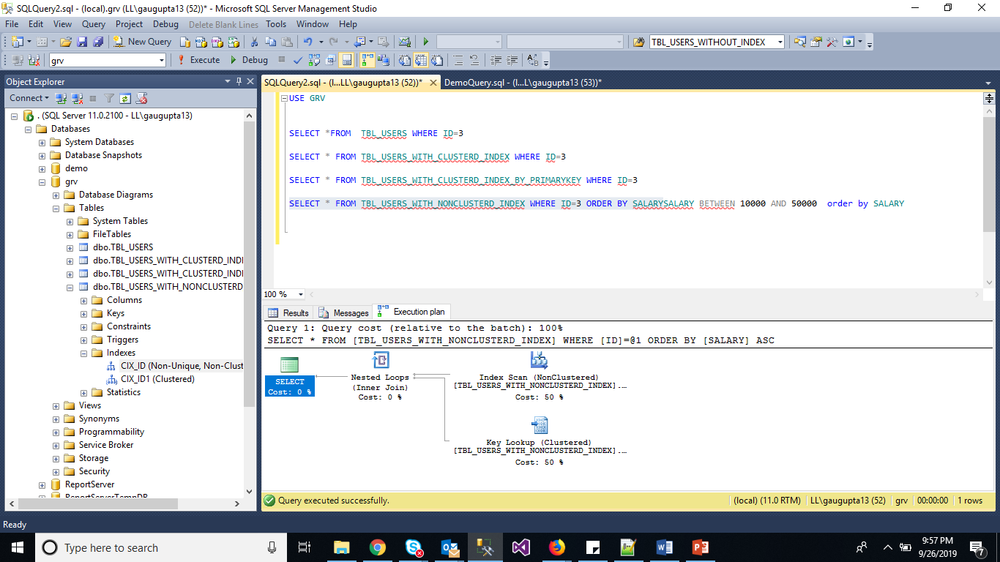 SQLQuery2.sql - (local).grv (LL\gaugupta13 (52))* - Microsoft SQL Server Management Studio
File Edit View Query Project Debug Delete Blank Lines Tools Window Help
New Query TBL_USERS_WITHOUT_INDEX
grv Execute Debug
Object Explorer
Connect
. (SQL Server 11.0.2100 - LL\gaugupta13)
Databases
System Databases
Database Snapshots
demo
grv
Database Diagrams
Tables
System Tables
FileTables
dbo.TBL_USERS
dbo.TBL_USERS_WITH_CLUSTERD_INDI
dbo.TBL_USERS_WITH_CLUSTERD_INDI
dbo.TBL_USERS_WITH_NONCLUSTERD
Columns
Keys
Constraints
Triggers
Indexes
CIX_ID (Non-Unique, Non-Clust
CIX_ID1 (Clustered)
Statistics
Views
Synonyms
Programmability
Service Broker
Storage
Security
ReportServer
ReportServerTempDB
SQLQuery2.sql - (l...LL\gaugupta13 (52))* DemoQuery.sql - (l...L\gaugupta13 (53))*
USE GRV
SELECT *FROM TBL_USERS WHERE ID=3
SELECT * FROM TBL_USERS_WITH_CLUSTERD_INDEX WHERE ID=3
SELECT * FROM TBL_USERS_WITH_CLUSTERD_INDEX_BY_PRIMARYKEY WHERE ID=3
SELECT * FROM TBL_USERS_WITH_NONCLUSTERD_INDEX WHERE ID=3 ORDER BY SALARYSALARY BETWEEN 10000 AND 50000 order by SALARY
100 %
Results Messages Execution plan
Query 1: Query cost (relative to the batch): 100%
SELECT * FROM [TBL_USERS_WITH_NONCLUSTERD_INDEX] WHERE [ID]=@1 ORDER BY [SALARY] ASC
SELECT
Cost: 0 %
Nested Loops
(Inner Join)
Cost: 0 %
Index Scan (NonClustered)
[TBL_USERS_WITH_NONCLUSTERD_INDEX]....
Cost: 50 %
Key Lookup (Clustered)
[TBL_USERS_WITH_NONCLUSTERD_INDEX]....
Cost: 50 %
Query executed successfully. (local) (11.0 RTM) LL\gaugupta13 (52) grv 00:00:00 1 rows
Ready
Type here to search
9:57 PM
9/26/2019
7